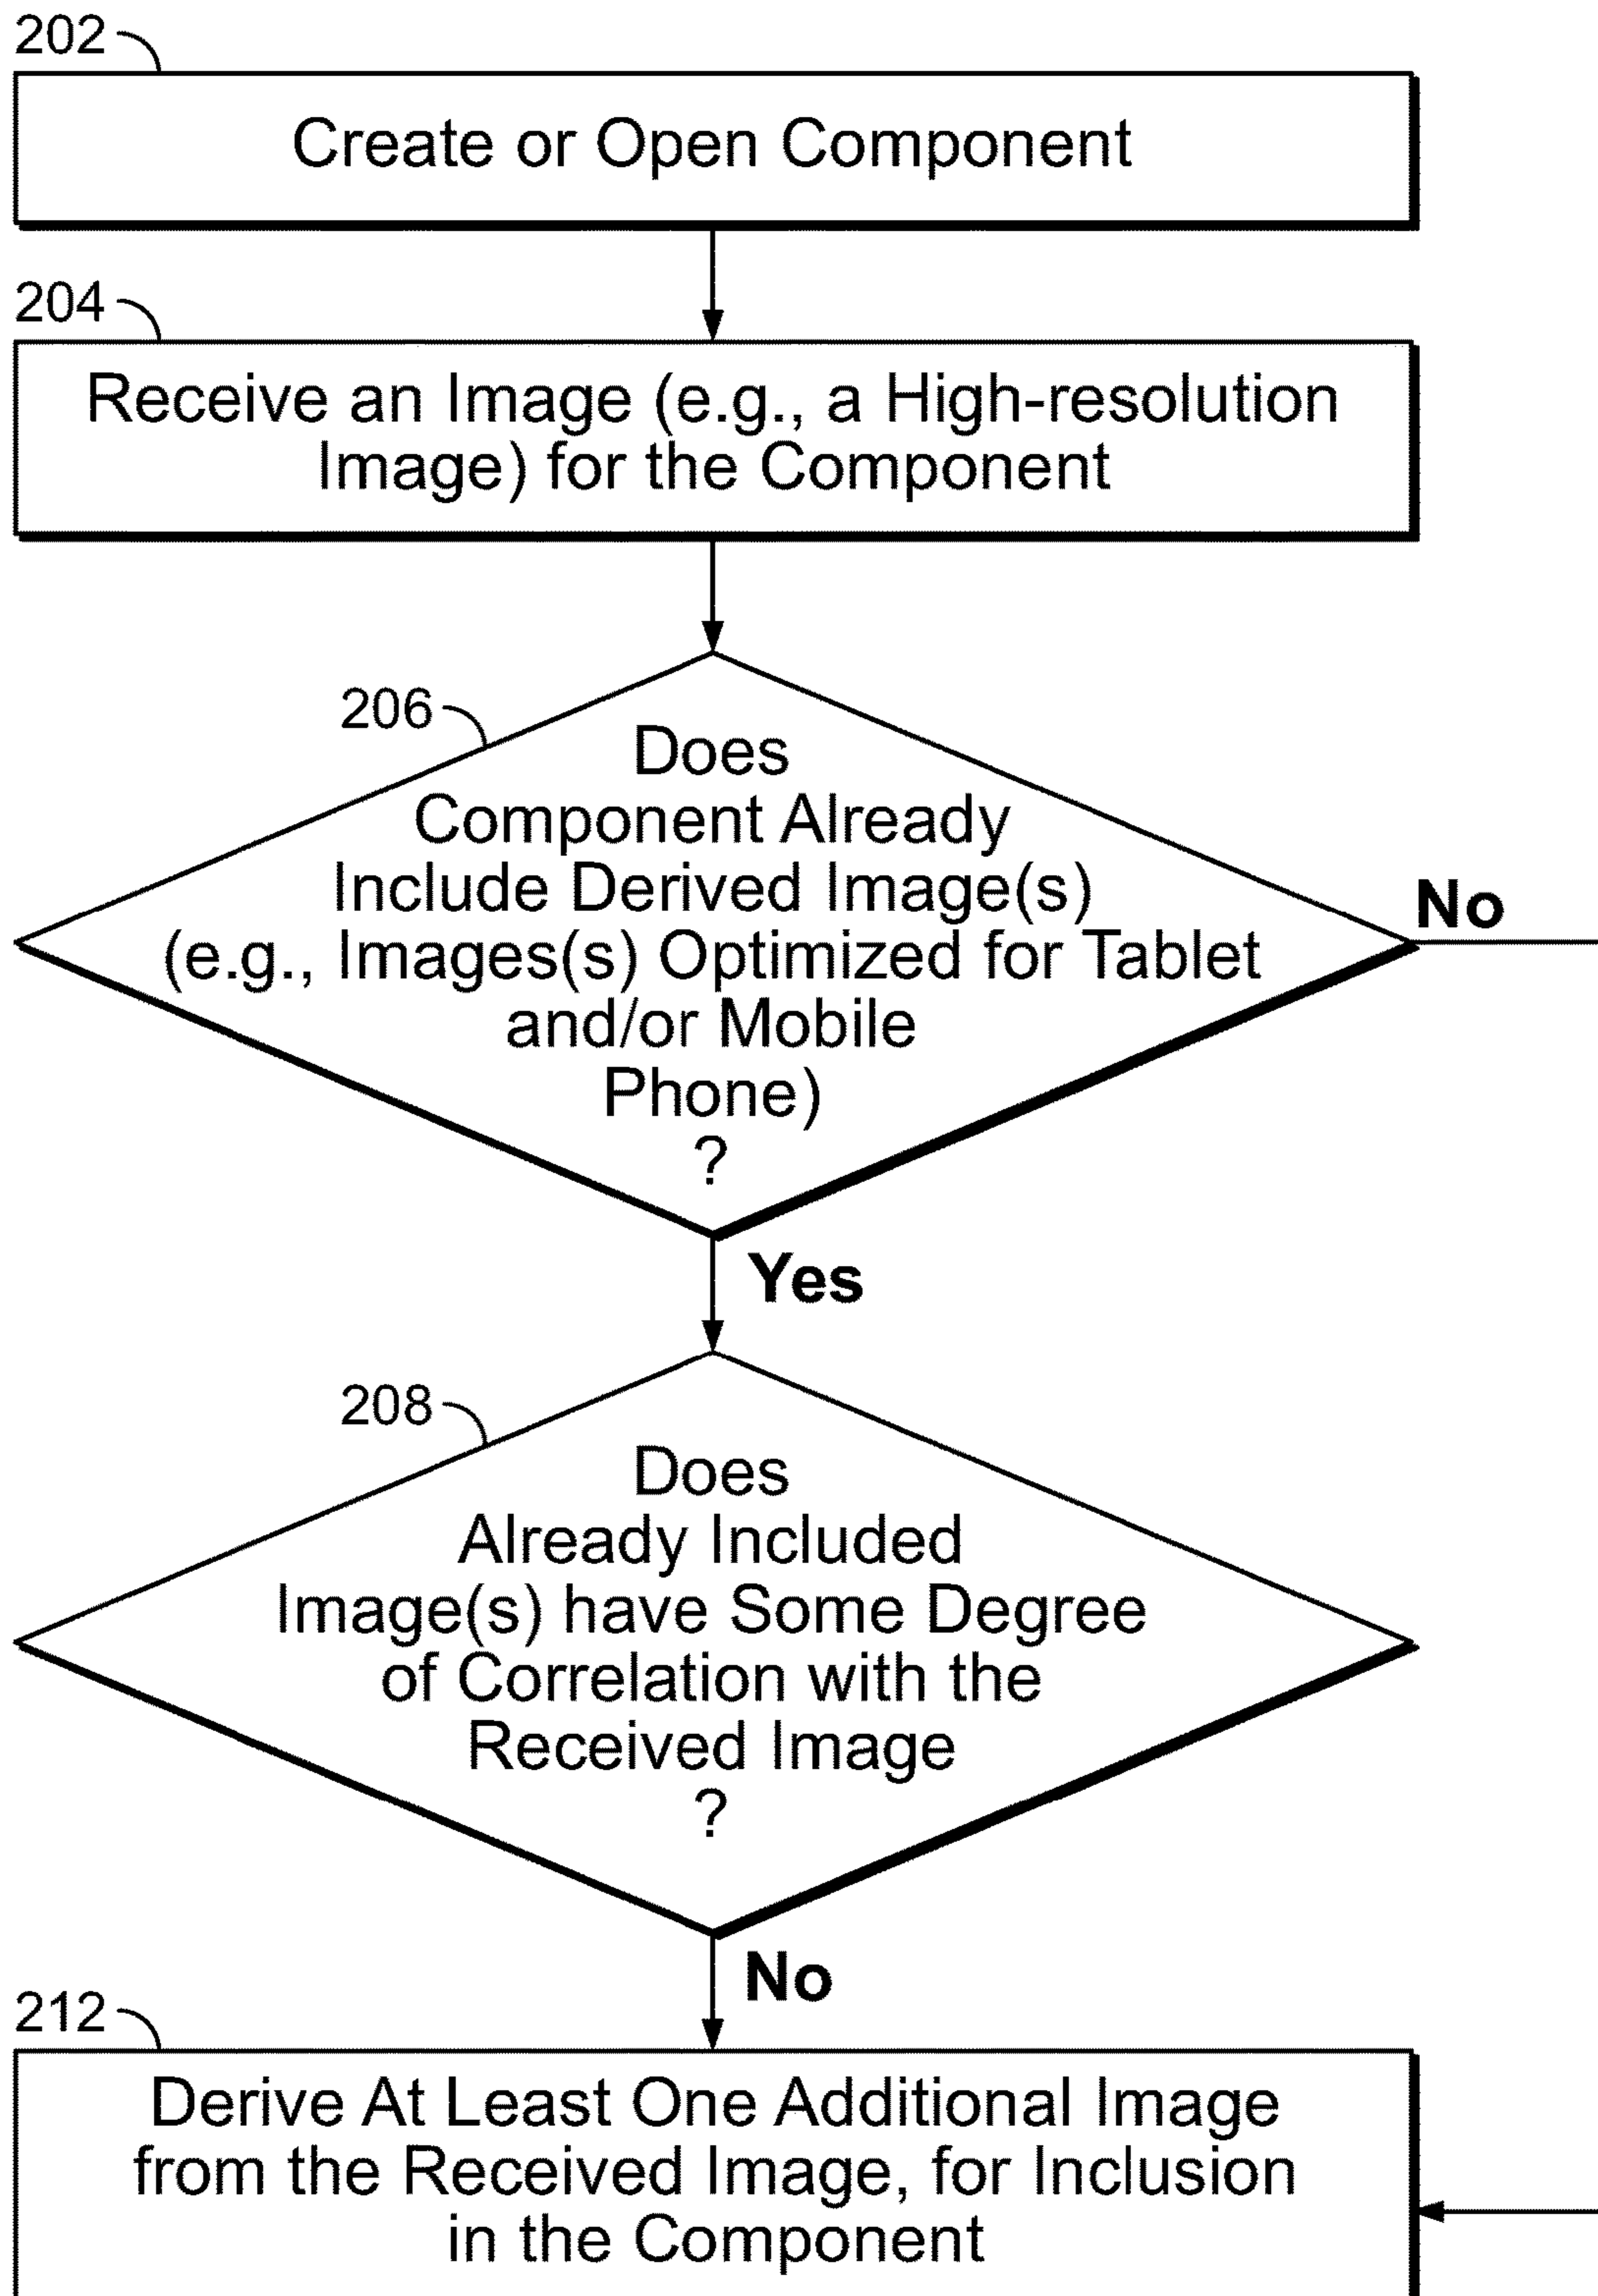 202
Create or Open Component
204
Receive an Image (e.g., a High-resolution
Image) for the Component
206
Does
Component Already
Include Derived Image(s)
(e.g., Images(s) Optimized for Tablet
and/or Mobile
Phone)
?
No
Yes
208
Does
Already Included
Image(s) have Some Degree
of Correlation with the
Received Image
?
No
212
Derive At Least One Additional Image
from the Received Image, for Inclusion
in the Component